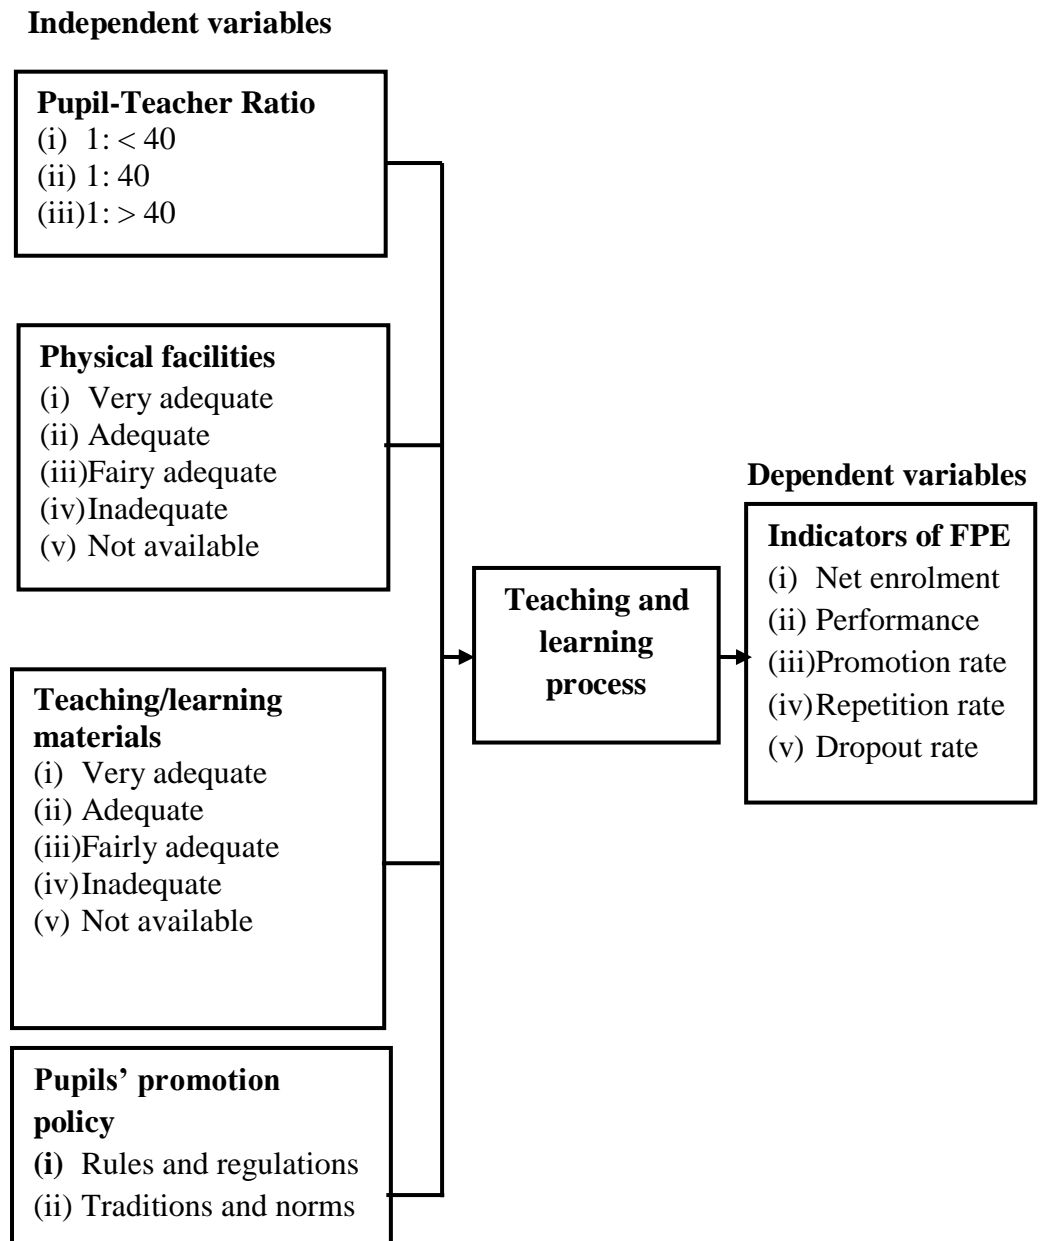 Independent variables
Pupil-Teacher Ratio
(i) 1: < 40
(ii) 1: 40
(iii)1: > 40
Physical facilities
(i) Very adequate
(ii) Adequate
(iii)Fairy adequate
(iv)Inadequate
(v) Not available
Teaching/learning
materials
(i) Very adequate
(ii) Adequate
(iii)Fairly adequate
(iv)Inadequate
(v) Not available
Pupils’ promotion
policy
(i) Rules and regulations
(ii) Traditions and norms
Teaching and
learning
process
Dependent variables
Indicators of FPE
(i) Net enrolment
(ii) Performance
(iii)Promotion rate
(iv)Repetition rate
(v) Dropout rate